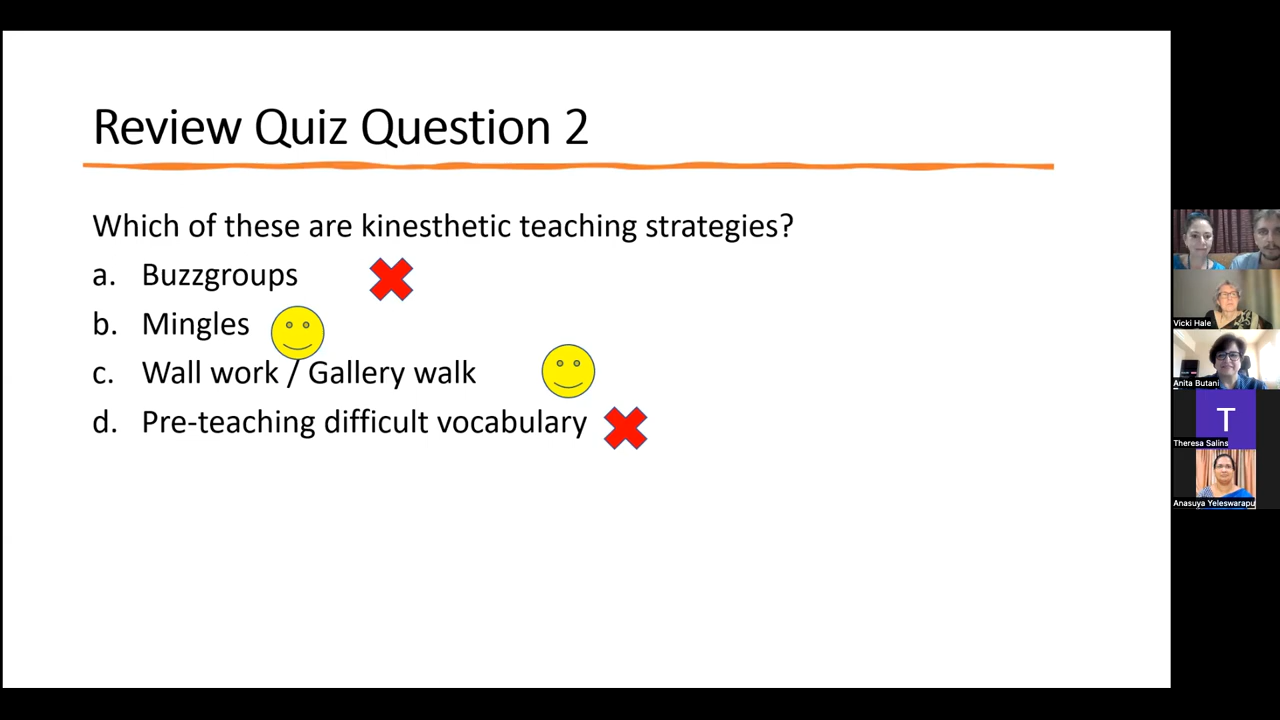 Review Quiz Question 2
Which of these are kinesthetic teaching strategies?
a. Buzzgroups
b. Mingles
c. Wall work / Gallery walk
d. Pre-teaching difficult vocabulary
Vicki Hale
Anita Butani
T
Theresa Salins
Anasuya Yeleswarapu